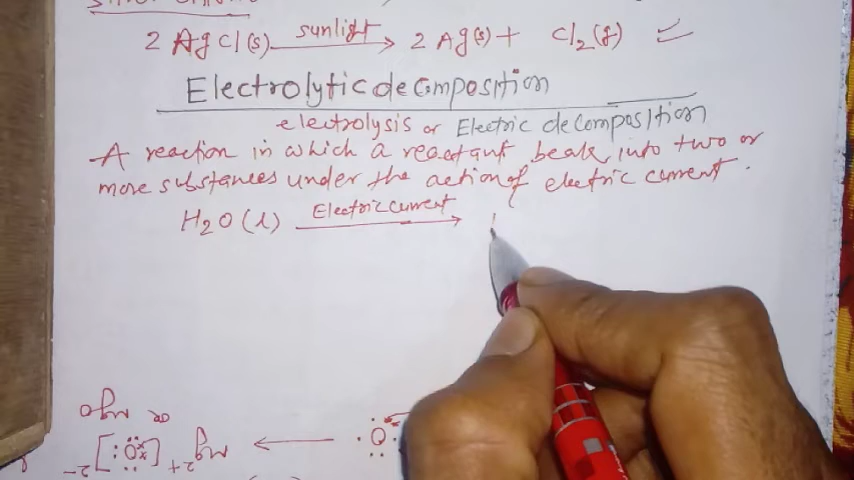 2 AgCl(s) sunlight → 2 Ag(s) + Cl2(g)
Electrolytic decomposition
electrolysis or Electric decomposition
A reaction in which a reactant beak into two or
more substances under the action of electric current.
H2O(l) Electric current →